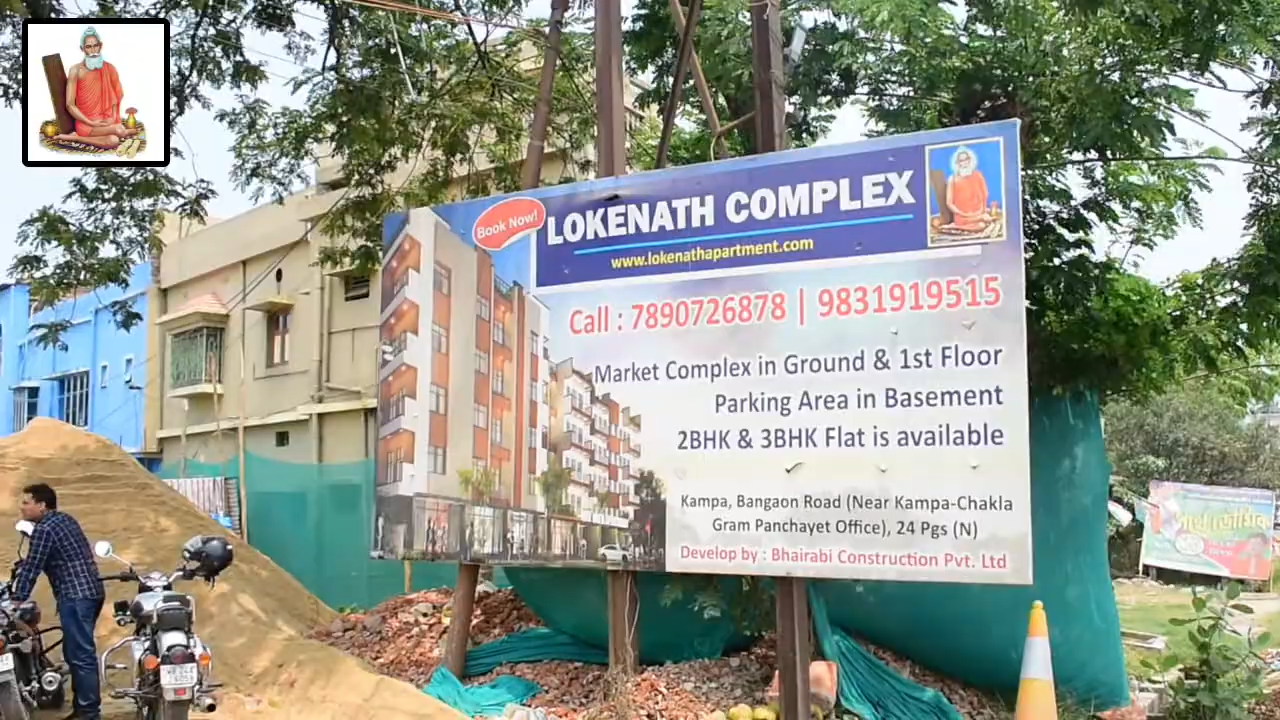 Book Now!
LOKENATH COMPLEX
www.lokenathapartment.com
Call : 7890726878 | 9831919515
Market Complex in Ground & 1st Floor
Parking Area in Basement
2BHK & 3BHK Flat is available
Kampa, Bangaon Road (Near Kampa-Chakla
Gram Panchayet Office), 24 Pgs (N)
Develop by : Bhairabi Construction Pvt. Ltd